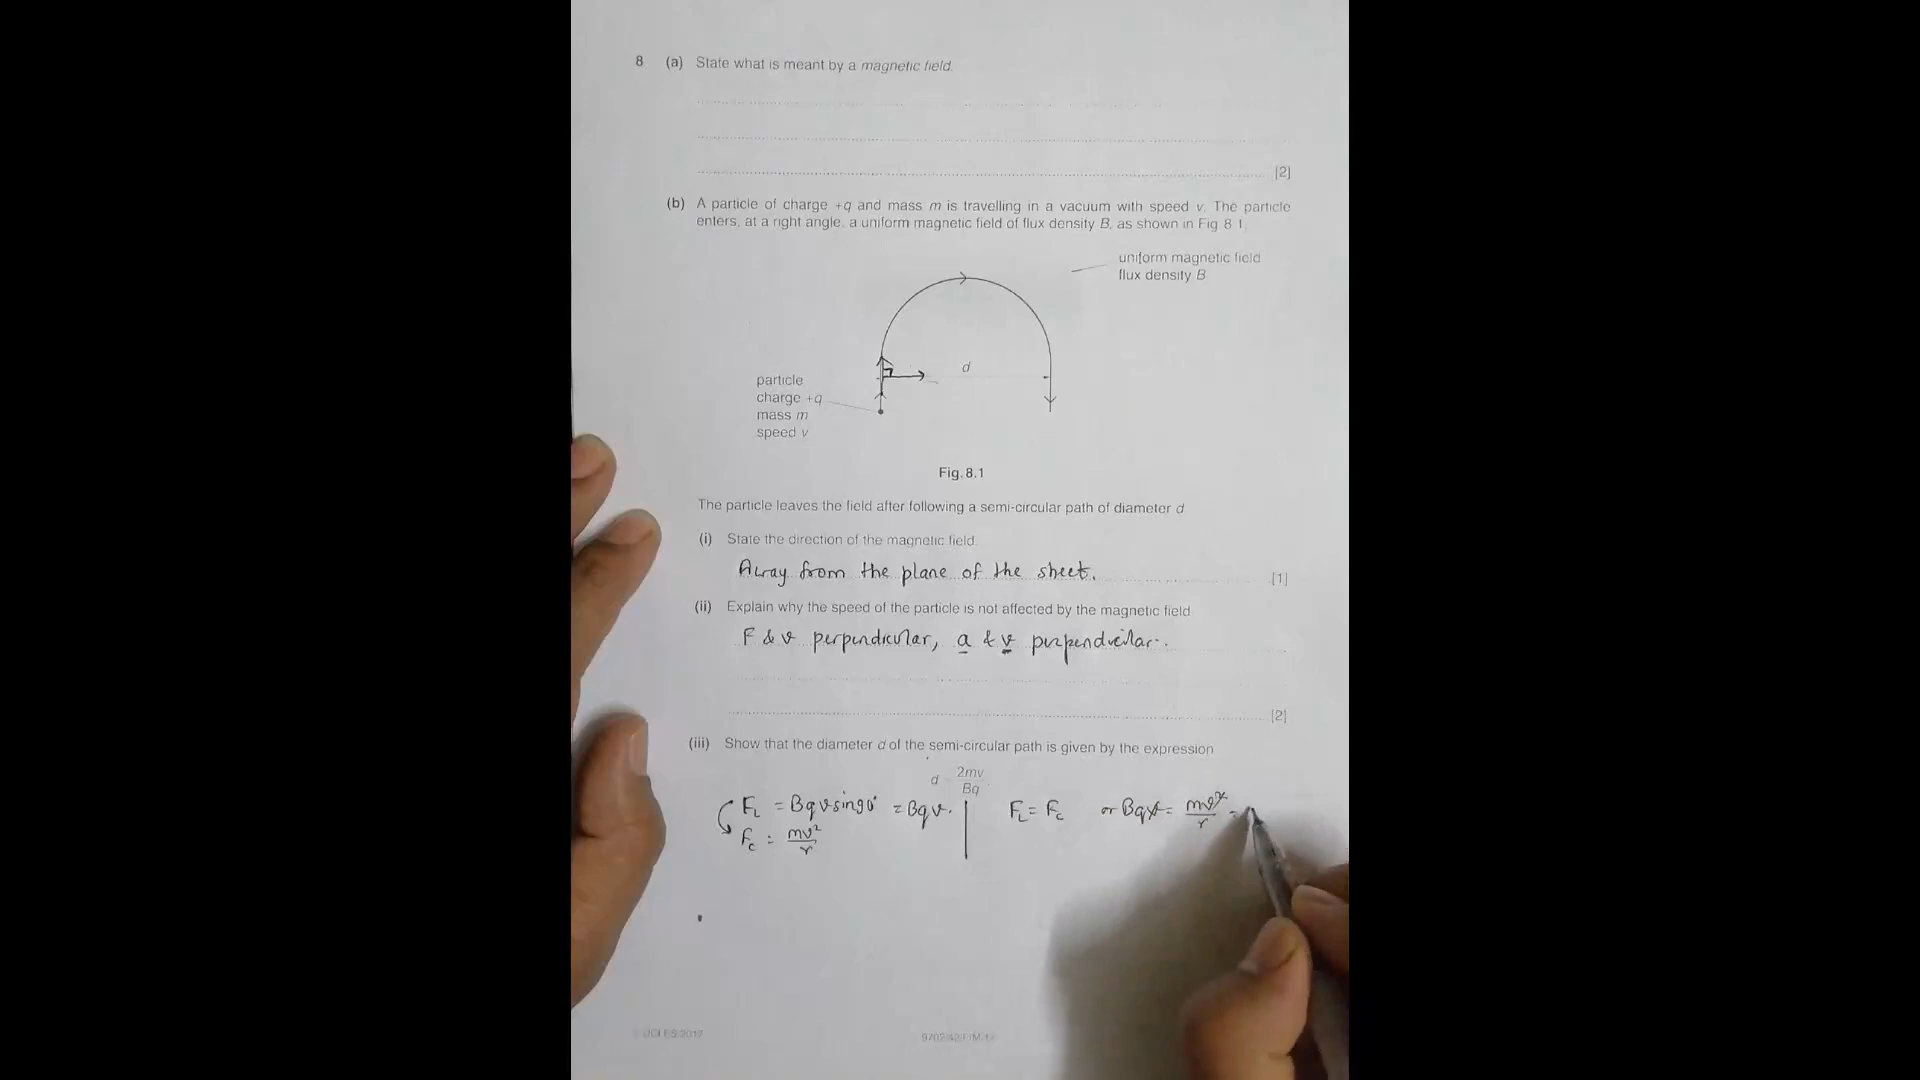 8 (a) State what is meant by a magnetic field.
[2]
(b) A particle of charge +q and mass m is travelling in a vacuum with speed v. The particle
enters, at a right angle, a uniform magnetic field of flux density B, as shown in Fig 8 1
uniform magnetic field
flux density B
d
particle
charge +q
mass m
speed v
Fig. 8.1
The particle leaves the field after following a semi-circular path of diameter d
(i) State the direction of the magnetic field.
Away from the plane of the sheet. [1]
(ii) Explain why the speed of the particle is not affected by the magnetic field
F & v perpendicular, a & v perpendicular.
[2]
(iii) Show that the diameter d of the semi-circular path is given by the expression
d 2mv
Bq
F_L = Bqv sin90° = Bqv. F_L = F_C or Bqv = mv²/r =
F_C = mv²/r
UCLES 2017